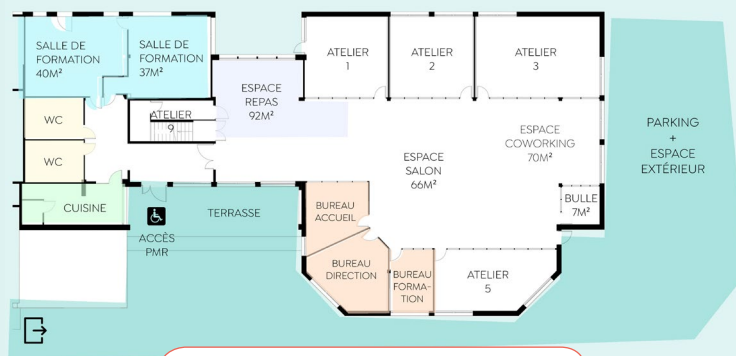 SALLE DE
FORMATION
40M²
SALLE DE
FORMATION
37M²
ATELIER
1
ATELIER
2
ATELIER
3
ESPACE
REPAS
92M²
WC
ATELIER
9
WC
ESPACE
COWORKING
70M²
ESPACE
SALON
66M²
PARKING
+
ESPACE
EXTÉRIEUR
CUISINE
TERRASSE
ACCÈS
PMR
BUREAU
ACCUEIL
BULLE
7M²
BUREAU
DIRECTION
BUREAU
FORMA-
TION
ATELIER
5